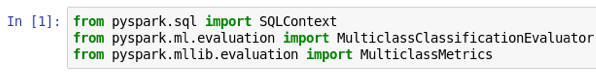 In [1]: from pyspark.sql import SQLContext
from pyspark.ml.evaluation import MulticlassClassificationEvaluator
from pyspark.mllib.evaluation import MulticlassMetrics